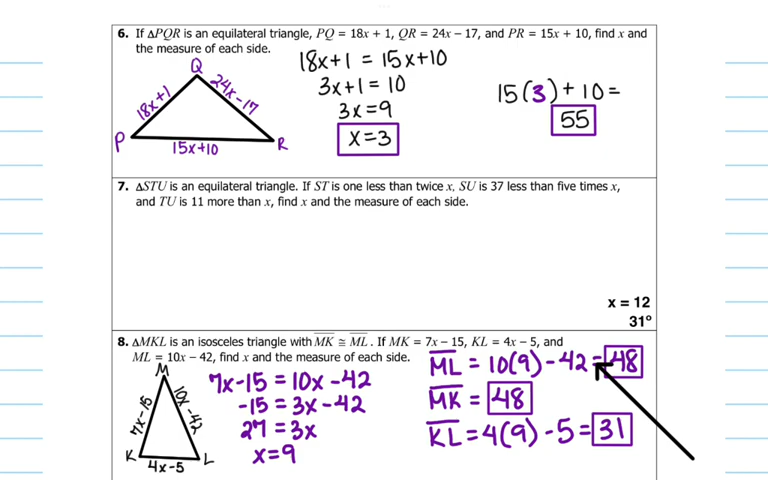 6. If ΔPQR is an equilateral triangle, PQ = 18x + 1, QR = 24x − 17, and PR = 15x + 10, find x and
the measure of each side.
Q
18x+1
24x-17
P
R
15x+10
18x+1 = 15x+10
3x+1 = 10
3x=9
x=3
15(3)+10=
55
7. ΔSTU is an equilateral triangle. If ST is one less than twice x, SU is 37 less than five times x,
and TU is 11 more than x, find x and the measure of each side.
x = 12
31º
8. ΔMKL is an isosceles triangle with MK ≅ ML. If MK = 7x − 15, KL = 4x − 5, and
ML = 10x − 42, find x and the measure of each side.
M
7x-15
10x-42
K
L
4x-5
7x-15 = 10x-42
-15 = 3x-42
27 = 3x
x=9
ML = 10(9)-42=48
MK = 48
KL=4(9)-5=31